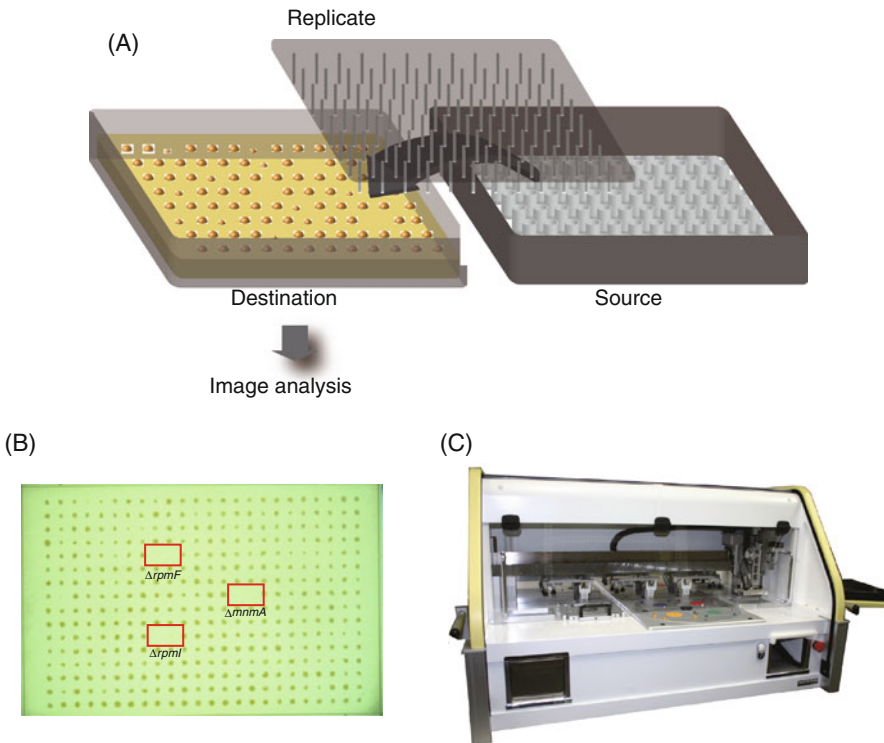 (A)
Replicate
Destination
Source
Image analysis
(B)
(C)
ΔrpmF
ΔmnmA
ΔrpmI